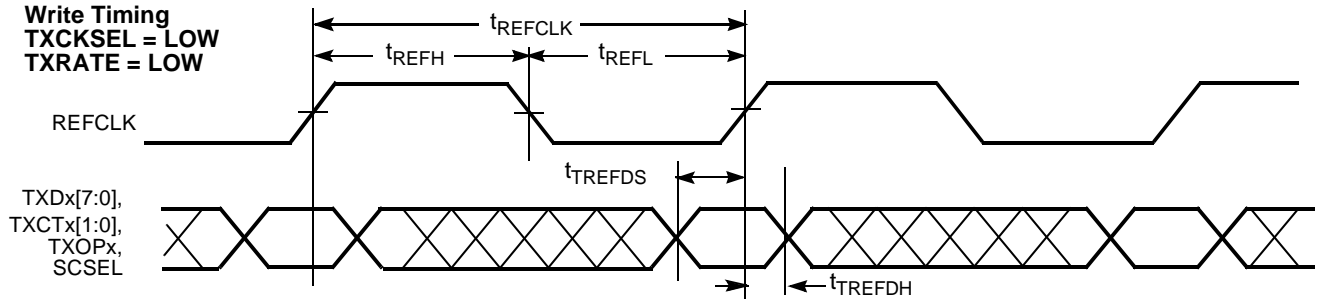 Write Timing
TXCKSEL = LOW
TXRATE = LOW
tREFCLK
tREFH
tREFL
REFCLK
tTREFDS
TXDx[7:0],
TXCTx[1:0],
TXOPx,
SCSEL
tTREFDH